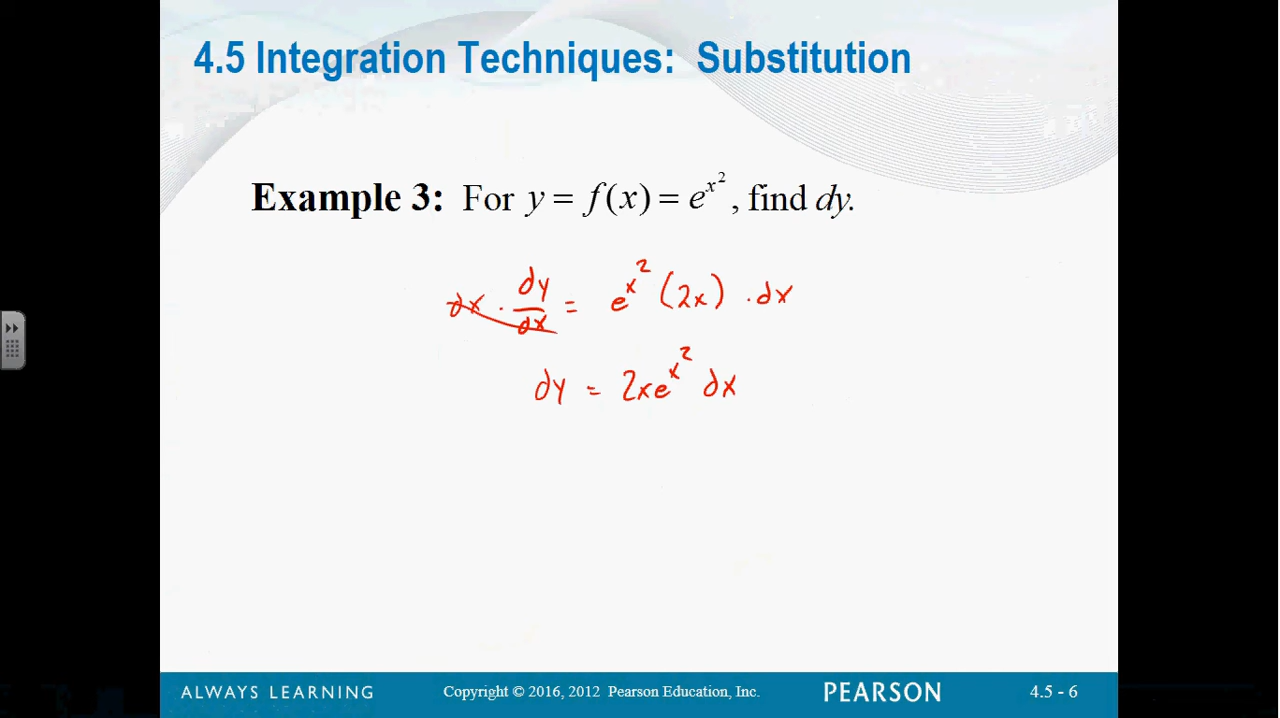 4.5 Integration Techniques: Substitution
Example 3: For y = f(x) = e^{x^2}, find dy.
dx · dy/dx = e^{x^2} (2x) · dx
dy = 2xe^{x^2} dx
ALWAYS LEARNING Copyright © 2016, 2012 Pearson Education, Inc. PEARSON 4.5 - 6